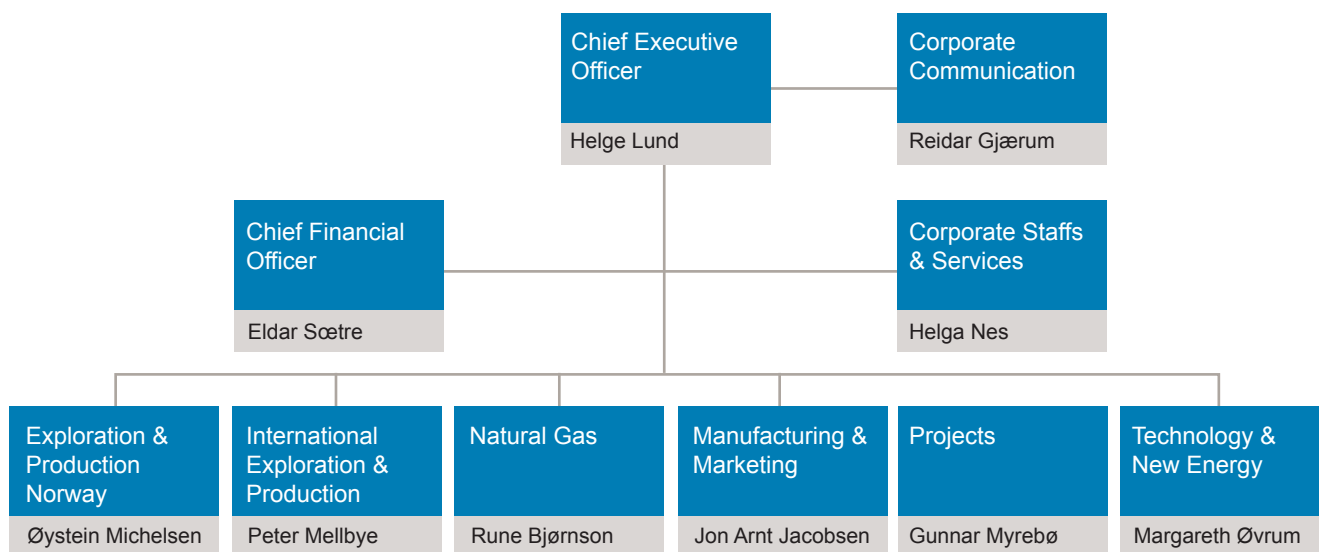 Chief Executive
Officer
Helge Lund
Corporate
Communication
Reidar Gjærum
Chief Financial
Officer
Eldar Sœtre
Corporate Staffs
& Services
Helga Nes
Exploration &
Production
Norway
Øystein Michelsen
International
Exploration &
Production
Peter Mellbye
Natural Gas
Rune Bjørnson
Manufacturing &
Marketing
Jon Arnt Jacobsen
Projects
Gunnar Myrebø
Technology &
New Energy
Margareth Øvrum